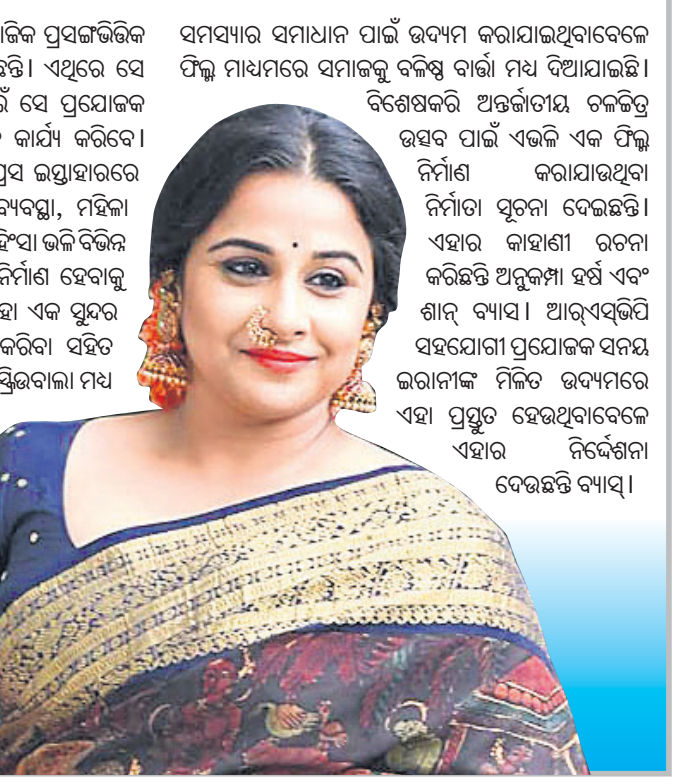 ଜିକ ପ୍ରସଙ୍ଗଭିତ୍ତିକ
ଛନ୍ତି। ଏଥିରେ ସେ
ଇଁ ସେ ପ୍ରଯୋଜକ
କାର୍ଯ୍ୟ କରିବେ।
ପ୍ରସ ଇସ୍ତାହାରରେ
ବ୍ୟବସ୍ଥା, ମହିଳା
ହିଂସା ଭଳି ବିଭିନ୍ନ
ନିର୍ମାଣ ହେବାକୁ
ହା ଏକ ସୁନ୍ଦର
କରିବା ସହିତ
ସ୍କ୍ରିଉବାଲା ମଧ୍ୟ
ସମସ୍ୟାର ସମାଧାନ ପାଇଁ ଉଦ୍ୟମ କରାଯାଇଥିବାବେଳେ
ଫିଲ୍ମ ମାଧ୍ୟମରେ ସମାଜକୁ ବଳିଷ୍ଠ ବାର୍ତ୍ତା ମଧ୍ୟ ଦିଆଯାଇଛି।
ବିଶେଷକରି ଅନ୍ତର୍ଜାତୀୟ ଚଳଚ୍ଚିତ୍ର
ଉତ୍ସବ ପାଇଁ ଏଭଳି ଏକ ଫିଲ୍ମ
ନିର୍ମାଣ କରାଯାଉଥିବା
ନିର୍ମାତା ସୂଚନା ଦେଇଛନ୍ତି।
ଏହାର କାହାଣୀ ରଚନା
କରିଛନ୍ତି ଅନୁକମ୍ପା ହର୍ଷ ଏବଂ
ଶାନ୍ ବ୍ୟାସ। ଆର୍‌ଏସ୍‌ଭିପି
ସହଯୋଗୀ ପ୍ରଯୋଜକ ସନୟ
ଇରାନୀଙ୍କ ମିଳିତ ଉଦ୍ୟମରେ
ଏହା ପ୍ରସ୍ତୁତ ହେଉଥିବାବେଳେ
ଏହାର ନିର୍ଦ୍ଦେଶନା
ଦେଉଛନ୍ତି ବ୍ୟାସ୍।